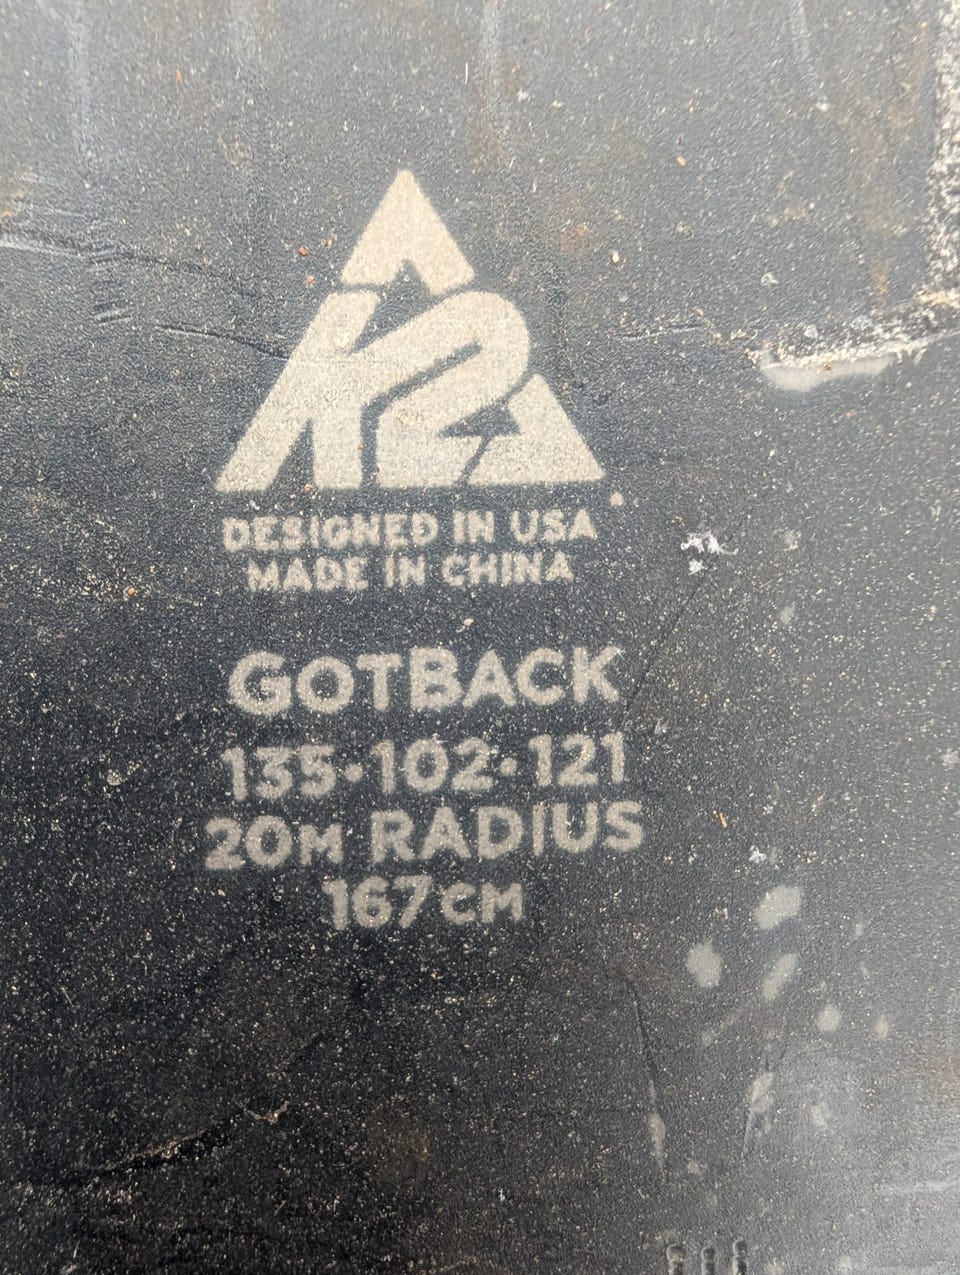 K2
DESIGNED IN USA
MADE IN CHINA
GOTBACK
135•102•121
20M RADIUS
167CM